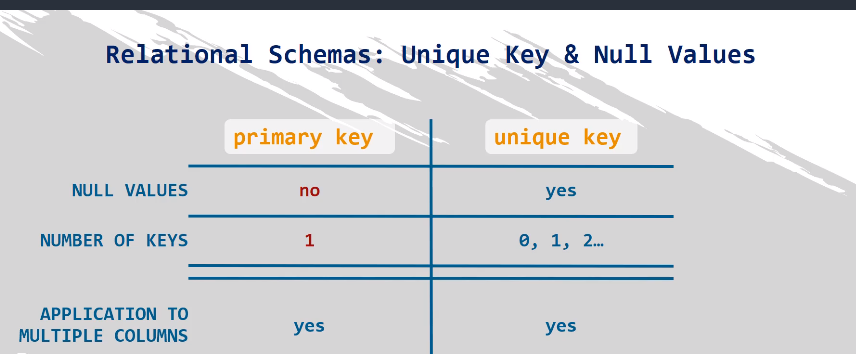 Relational Schemas: Unique Key & Null Values
primary key
unique key
NULL VALUES
no
yes
NUMBER OF KEYS
1
0, 1, 2…
APPLICATION TO
MULTIPLE COLUMNS
yes
yes